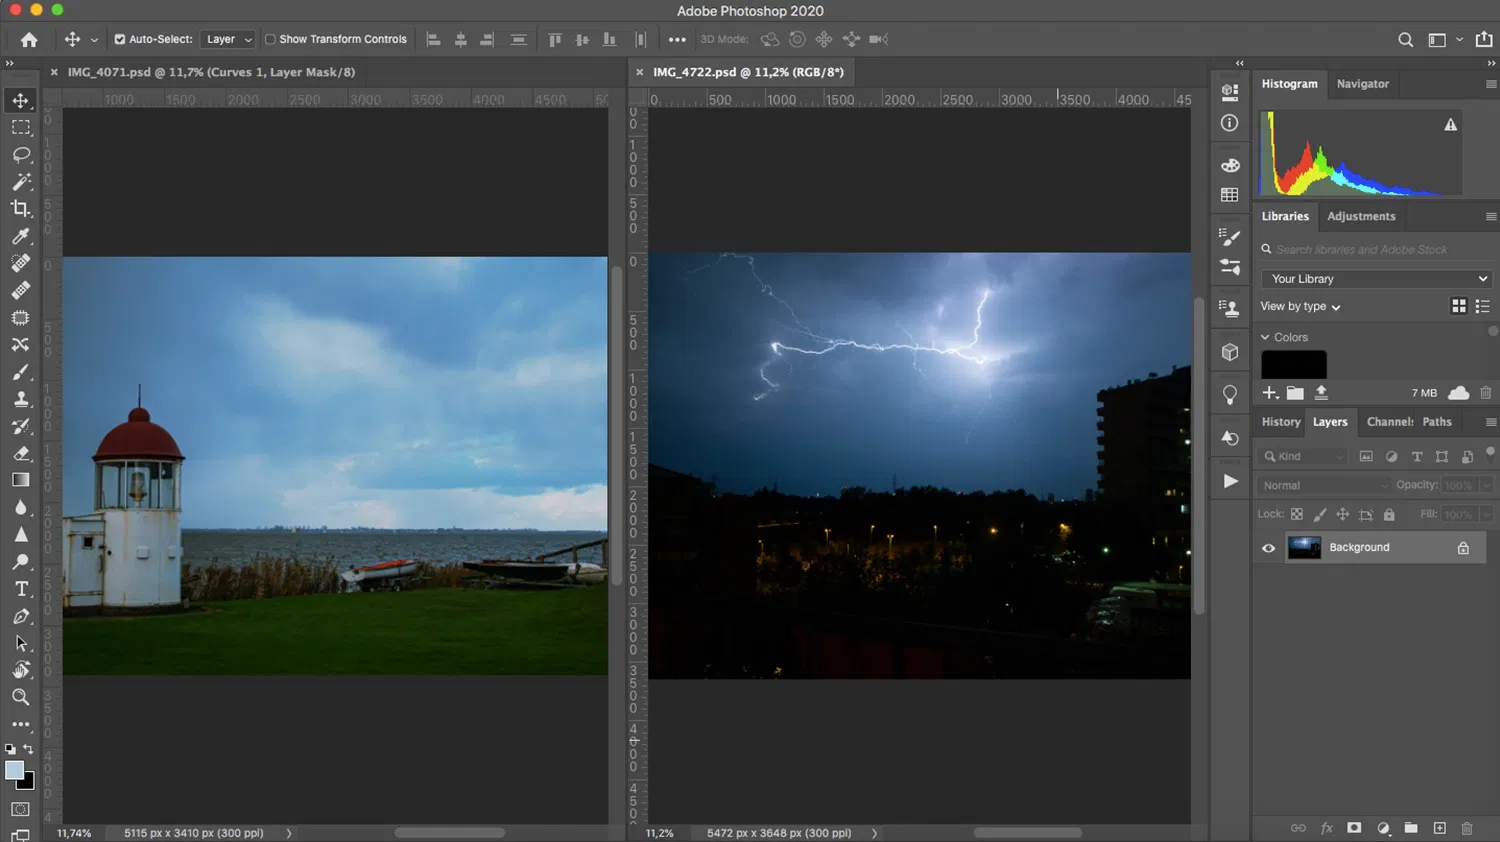 Adobe Photoshop 2020
Auto-Select: Layer Show Transform Controls 3D Mode:
IMG_4071.psd @ 11,7% (Curves 1, Layer Mask/8)
IMG_4722.psd @ 11,2% (RGB/8*)
1000 1500 2000 2500 3000 3500 4000 4500
0 500 1000 1500 2000 2500 3000 3500 4000 45
Histogram Navigator
Libraries Adjustments
Search libraries and Adobe Stock
Your Library
View by type
Colors
7 MB
History Layers Channel: Paths
Kind
Normal Opacity: 100%
Lock: Fill: 100%
Background
11,74% 5115 px x 3410 px (300 ppi)
11,2% 5472 px x 3648 px (300 ppi)